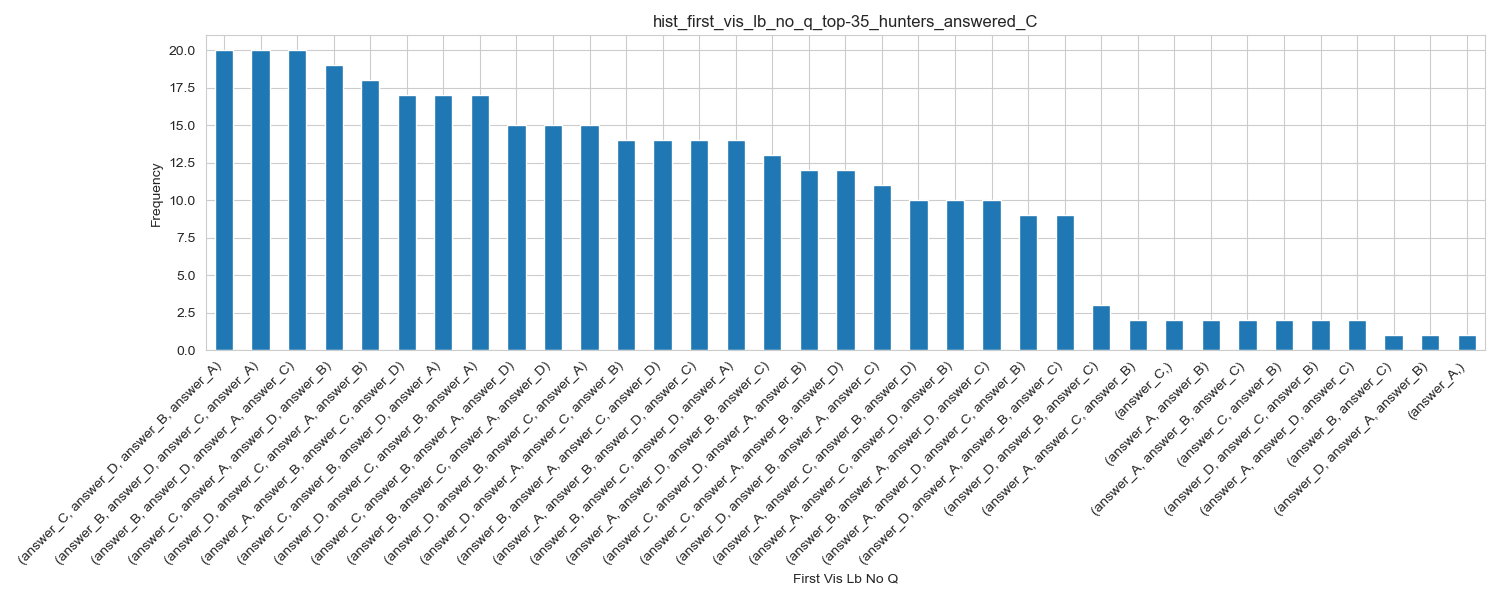 hist_first_vis_lb_no_q_top-35_hunters_answered_C
20.0
17.5
15.0
12.5
10.0
7.5
5.0
2.5
0.0
Frequency
(answer_C, answer_D, answer_B, answer_A)
(answer_B, answer_D, answer_C, answer_A)
(answer_B, answer_D, answer_A, answer_C)
(answer_C, answer_A, answer_D, answer_B)
(answer_D, answer_C, answer_A, answer_B)
(answer_A, answer_B, answer_C, answer_D)
(answer_C, answer_B, answer_D, answer_A)
(answer_D, answer_C, answer_B, answer_A)
(answer_C, answer_B, answer_A, answer_D)
(answer_B, answer_C, answer_A, answer_D)
(answer_D, answer_B, answer_C, answer_A)
(answer_D, answer_A, answer_C, answer_B)
(answer_B, answer_A, answer_C, answer_D)
(answer_A, answer_B, answer_D, answer_C)
(answer_B, answer_C, answer_D, answer_A)
(answer_A, answer_D, answer_B, answer_C)
(answer_C, answer_D, answer_A, answer_B)
(answer_C, answer_A, answer_B, answer_D)
(answer_D, answer_B, answer_A, answer_C)
(answer_A, answer_C, answer_B, answer_D)
(answer_A, answer_C, answer_D, answer_B)
(answer_B, answer_A, answer_D, answer_C)
(answer_A, answer_D, answer_C, answer_B)
(answer_D, answer_A, answer_B, answer_C)
(answer_D, answer_B, answer_C)
(answer_A, answer_C, answer_B)
(answer_C,)
(answer_A, answer_B)
(answer_A, answer_B, answer_C)
(answer_C, answer_B)
(answer_D, answer_C, answer_B)
(answer_A, answer_D, answer_C)
(answer_B, answer_C)
(answer_D, answer_A, answer_B)
(answer_A,)
First Vis Lb No Q